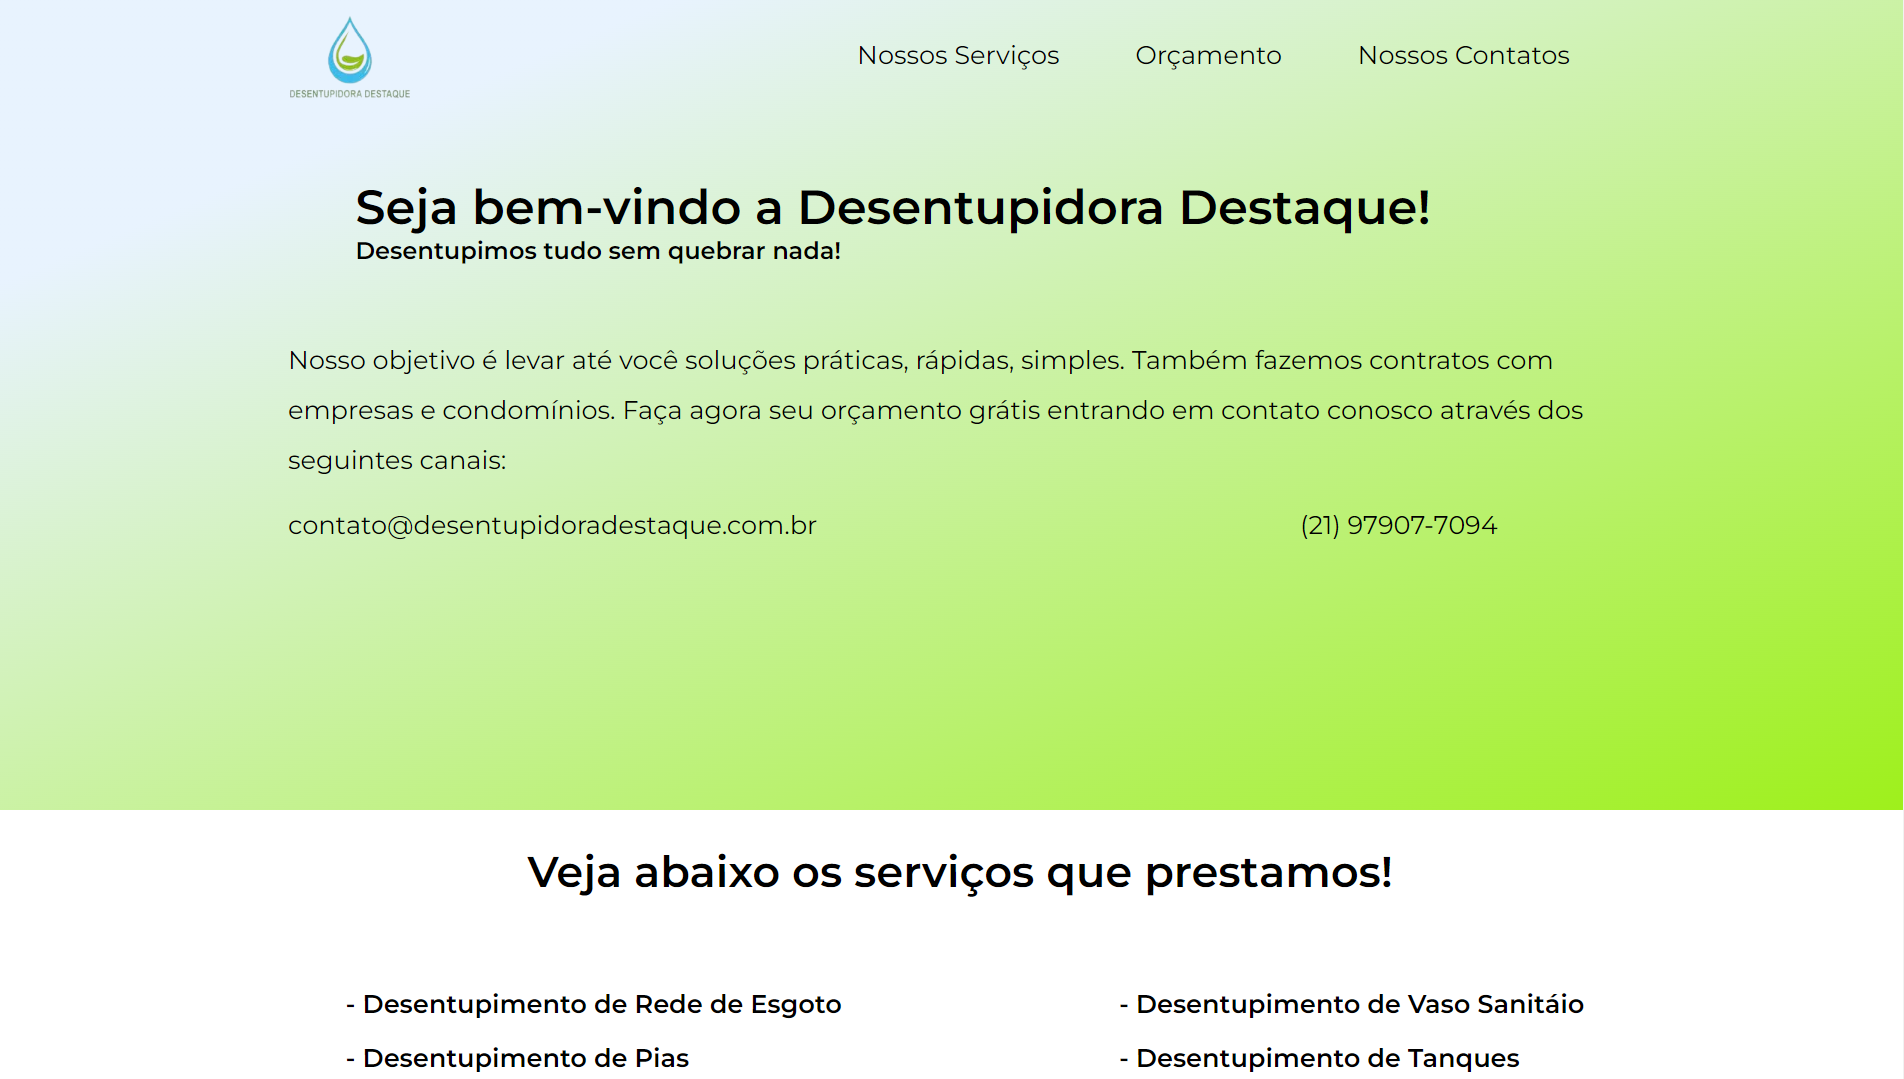 DESENTUPIDORA DESTAQUE
Nossos Serviços
Orçamento
Nossos Contatos
Seja bem-vindo a Desentupidora Destaque!
Desentupimos tudo sem quebrar nada!
Nosso objetivo é levar até você soluções práticas, rápidas, simples. Também fazemos contratos com
empresas e condomínios. Faça agora seu orçamento grátis entrando em contato conosco através dos
seguintes canais:
contato@desentupidoradestaque.com.br
(21) 97907-7094
Veja abaixo os serviços que prestamos!
- Desentupimento de Rede de Esgoto
- Desentupimento de Vaso Sanitáio
- Desentupimento de Pias
- Desentupimento de Tanques